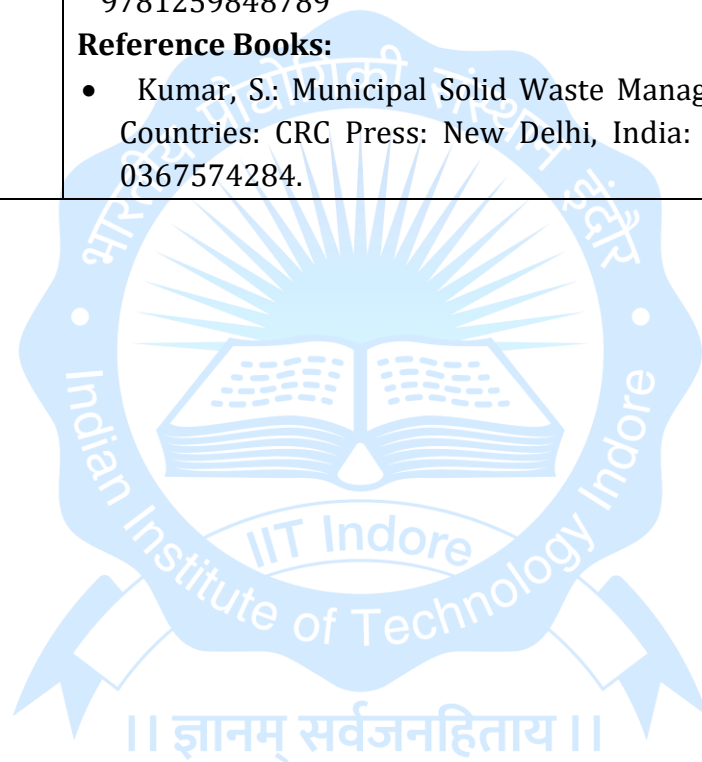 9781259848789
Reference Books:
• Kumar, S.: Municipal Solid Waste Manag
Countries: CRC Press: New Delhi, India:
0367574284.
भारतीय प्रौद्योगिकी संस्थान इंदौर
Indian Institute of Technology Indore
IIT Indore
।। ज्ञानम् सर्वजनहिताय ।।